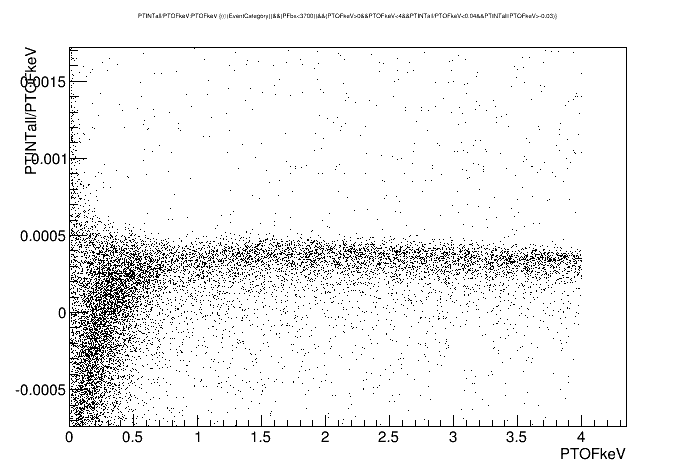 PTINTall/PTOFkeV:PTOFkeV {((((EventCategory))&&(PFbx<3700))&&(PTOFkeV>0&&PTOFkeV<4&&PTINTall/PTOFkeV<0.04&&PTINTall/PTOFkeV>-0.03)}
PTINTall/PTOFkeV
0.0015
0.001
0.0005
0
-0.0005
0 0.5 1 1.5 2 2.5 3 3.5 4
PTOFkeV